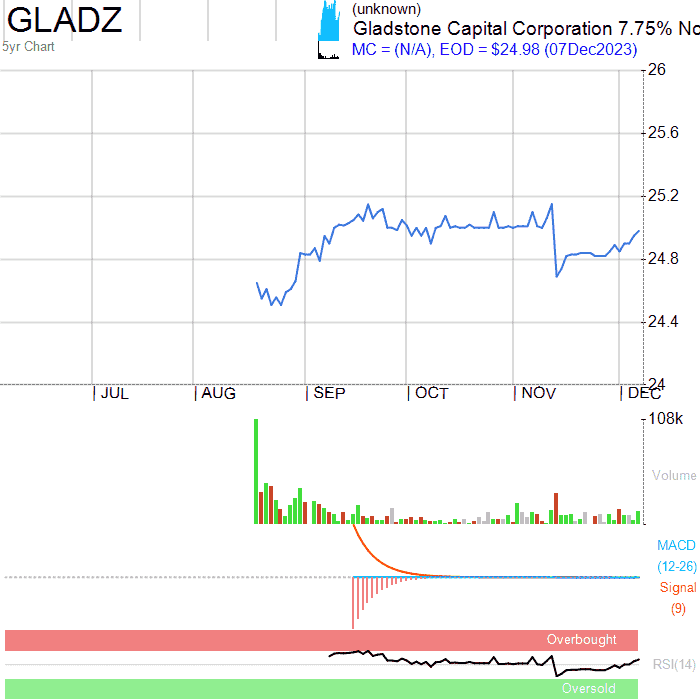 GLADZ
(unknown)
Gladstone Capital Corporation 7.75% No
5yr Chart
MC = (N/A), EOD = $24.98 (07Dec2023)
26
25.6
25.2
24.8
24.4
24
JUL AUG SEP OCT NOV DEC
108k
Volume
MACD
(12-26)
Signal
(9)
Overbought
RSI(14)
Oversold